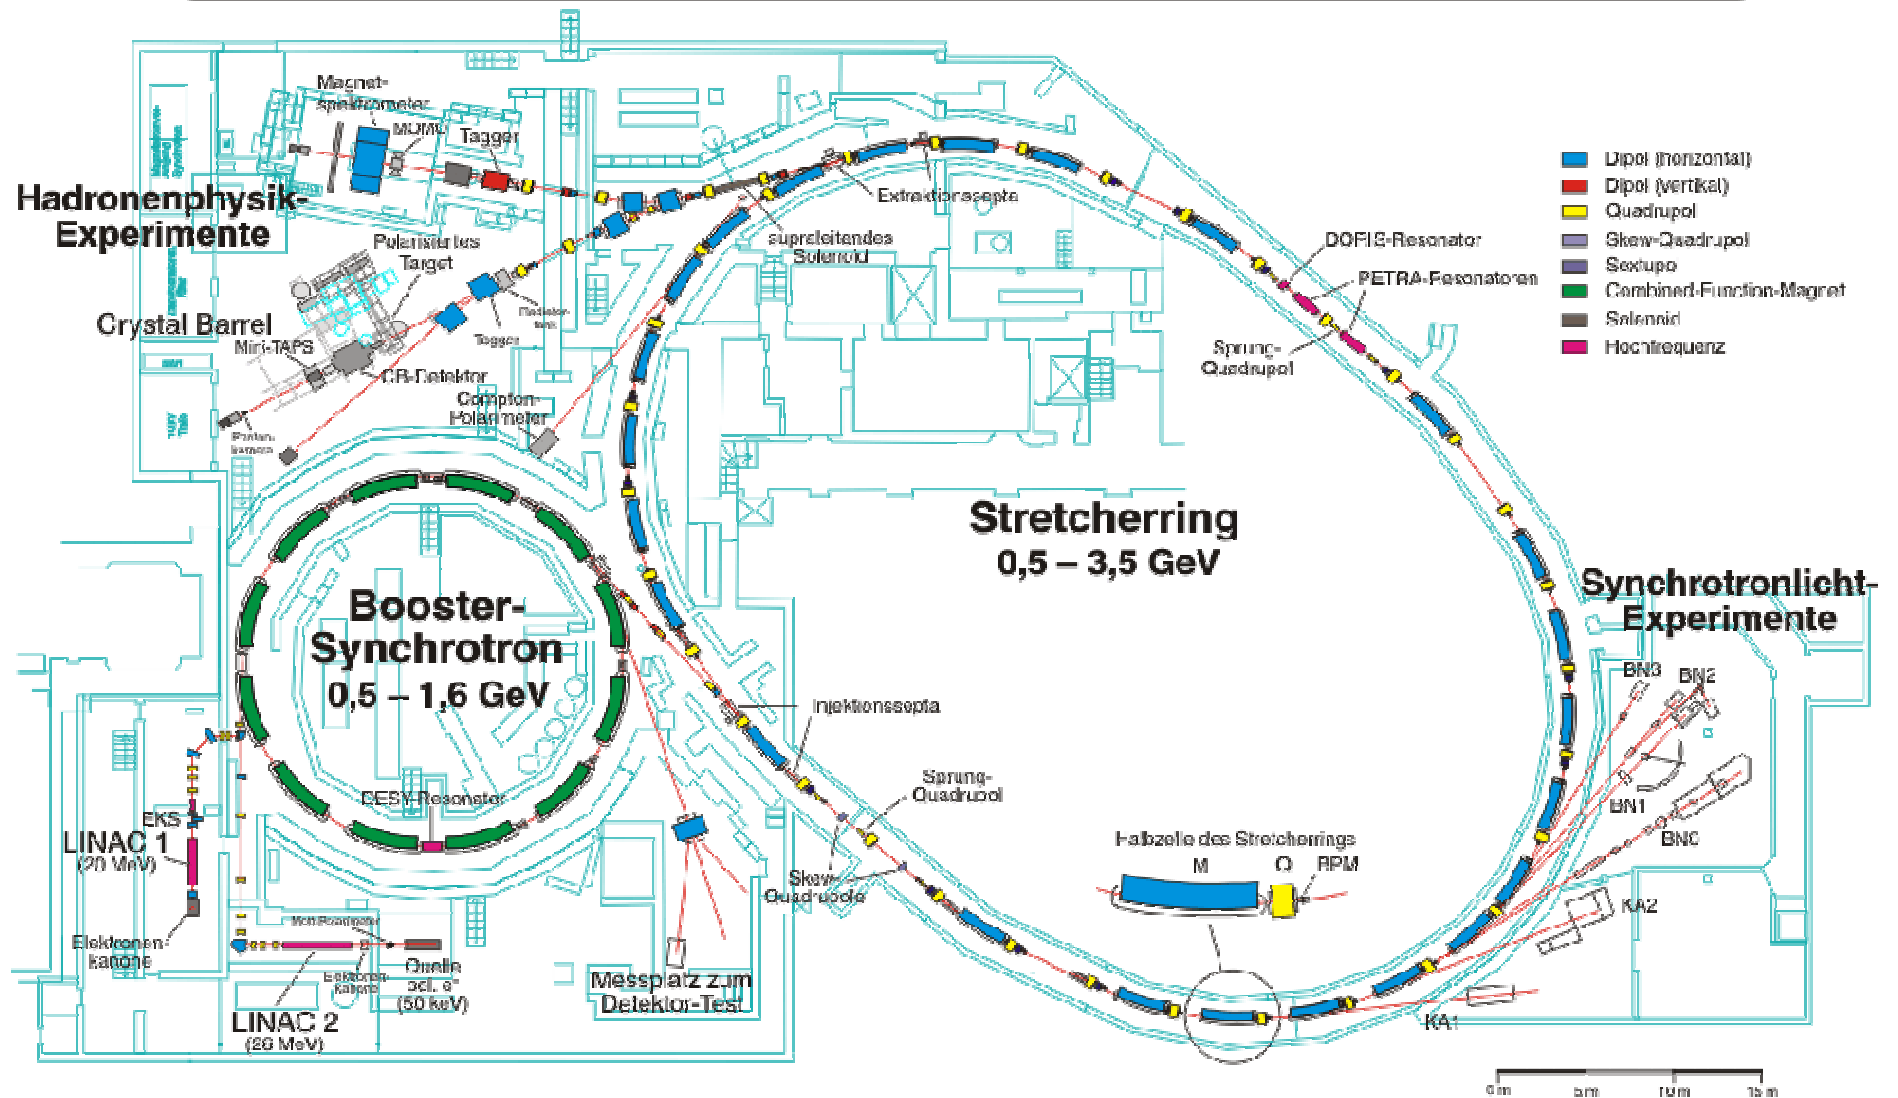 Magnet-
spektrometer
MOMO
Tagger
Hadronenphysik-
Experimente
Polarisiertes
Target
Crystal Barrel
Mini-TAPS
CB-Detektor
Tagger
Compton-
Polarimeter
Extraktionssepta
supraleitendes
Solenoid
DORIS-Resonator
PETRA-Resonatoren
Sprung-
Quadrupol
Dipol (horizontal)
Dipol (vertikal)
Quadrupol
Skew-Quadrupol
Sextupol
Combined-Function-Magnet
Solenoid
Hochfrequenz
Stretcherring
0,5 – 3,5 GeV
Booster-
Synchrotron
0,5 – 1,6 GeV
Synchrotronlicht-
Experimente
BN3
BN2
BN1
BN0
KA2
KA1
Injektionssepta
Sprung-
Quadrupol
Skew-
Quadrupole
DESY-Resonator
EKS
LINAC 1
(20 MeV)
Elektronen-
kanone
LINAC 2
(26 MeV)
Quelle
pol. e⁻
(50 keV)
Messplatz zum
Detektor-Test
Halbzelle des Stretcherrings
M
Q
BPM
0 m
5 m
10 m
15 m